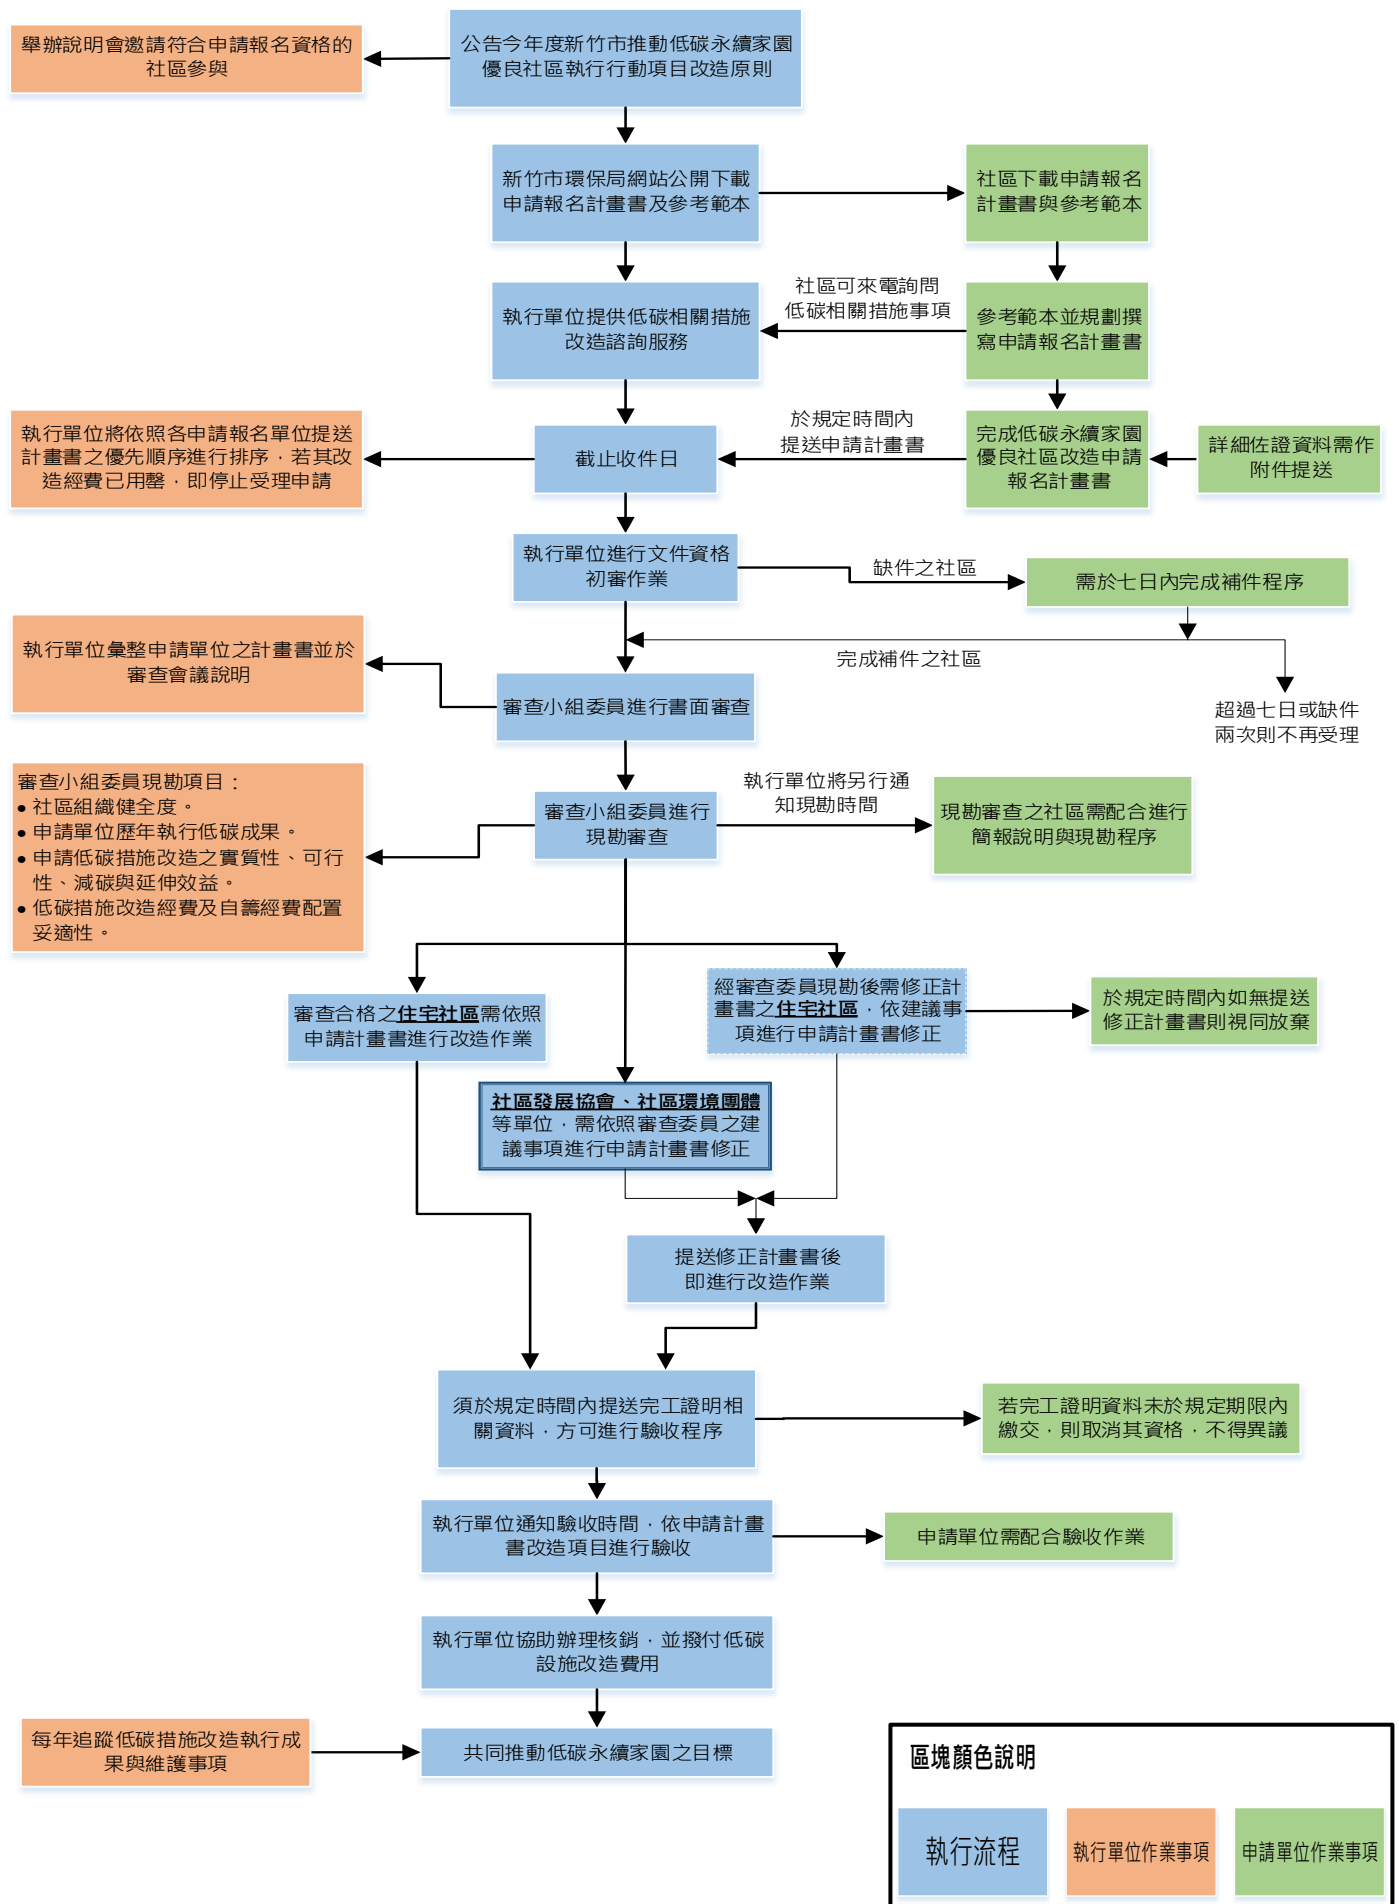 舉辦說明會邀請符合申請報名資格的
社區參與
公告今年度新竹市推動低碳永續家園
優良社區執行行動項目改造原則
新竹市環保局網站公開下載
申請報名計畫書及參考範本
社區下載申請報名
計畫書與參考範本
執行單位提供低碳相關措施
改造諮詢服務
社區可來電詢問
低碳相關措施事項
參考範本並規劃撰
寫申請報名計畫書
執行單位將依照各申請報名單位提送
計畫書之優先順序進行排序，若其改
造經費已用罄，即停止受理申請
截止收件日
於規定時間內
提送申請計畫書
完成低碳永續家園
優良社區改造申請
報名計畫書
詳細佐證資料需作
附件提送
執行單位進行文件資格
初審作業
缺件之社區
需於七日內完成補件程序
執行單位彙整申請單位之計畫書並於
審查會議說明
完成補件之社區
審查小組委員進行書面審查
超過七日或缺件
兩次則不再受理
審查小組委員現勘項目：
● 社區組織健全度。
● 申請單位歷年執行低碳成果。
● 申請低碳措施改造之實質性、可行
性、減碳與延伸效益。
● 低碳措施改造經費及自籌經費配置
妥適性。
審查小組委員進行
現勘審查
執行單位將另行通
知現勘時間
現勘審查之社區需配合進行
簡報說明與現勘程序
審查合格之住宅社區需依照
申請計畫書進行改造作業
經審查委員現勘後需修正計
畫書之住宅社區，依建議事
項進行申請計畫書修正
於規定時間內如無提送
修正計畫書則視同放棄
社區發展協會、社區環境團體
等單位，需依照審查委員之建
議事項進行申請計畫書修正
提送修正計畫書後
即進行改造作業
須於規定時間內提送完工證明相
關資料，方可進行驗收程序
若完工證明資料未於規定期限內
繳交，則取消其資格，不得異議
執行單位通知驗收時間，依申請計畫
書改造項目進行驗收
申請單位需配合驗收作業
執行單位協助辦理核銷，並撥付低碳
設施改造費用
每年追蹤低碳措施改造執行成
果與維護事項
共同推動低碳永續家園之目標
區塊顏色說明
執行流程
執行單位作業事項
申請單位作業事項